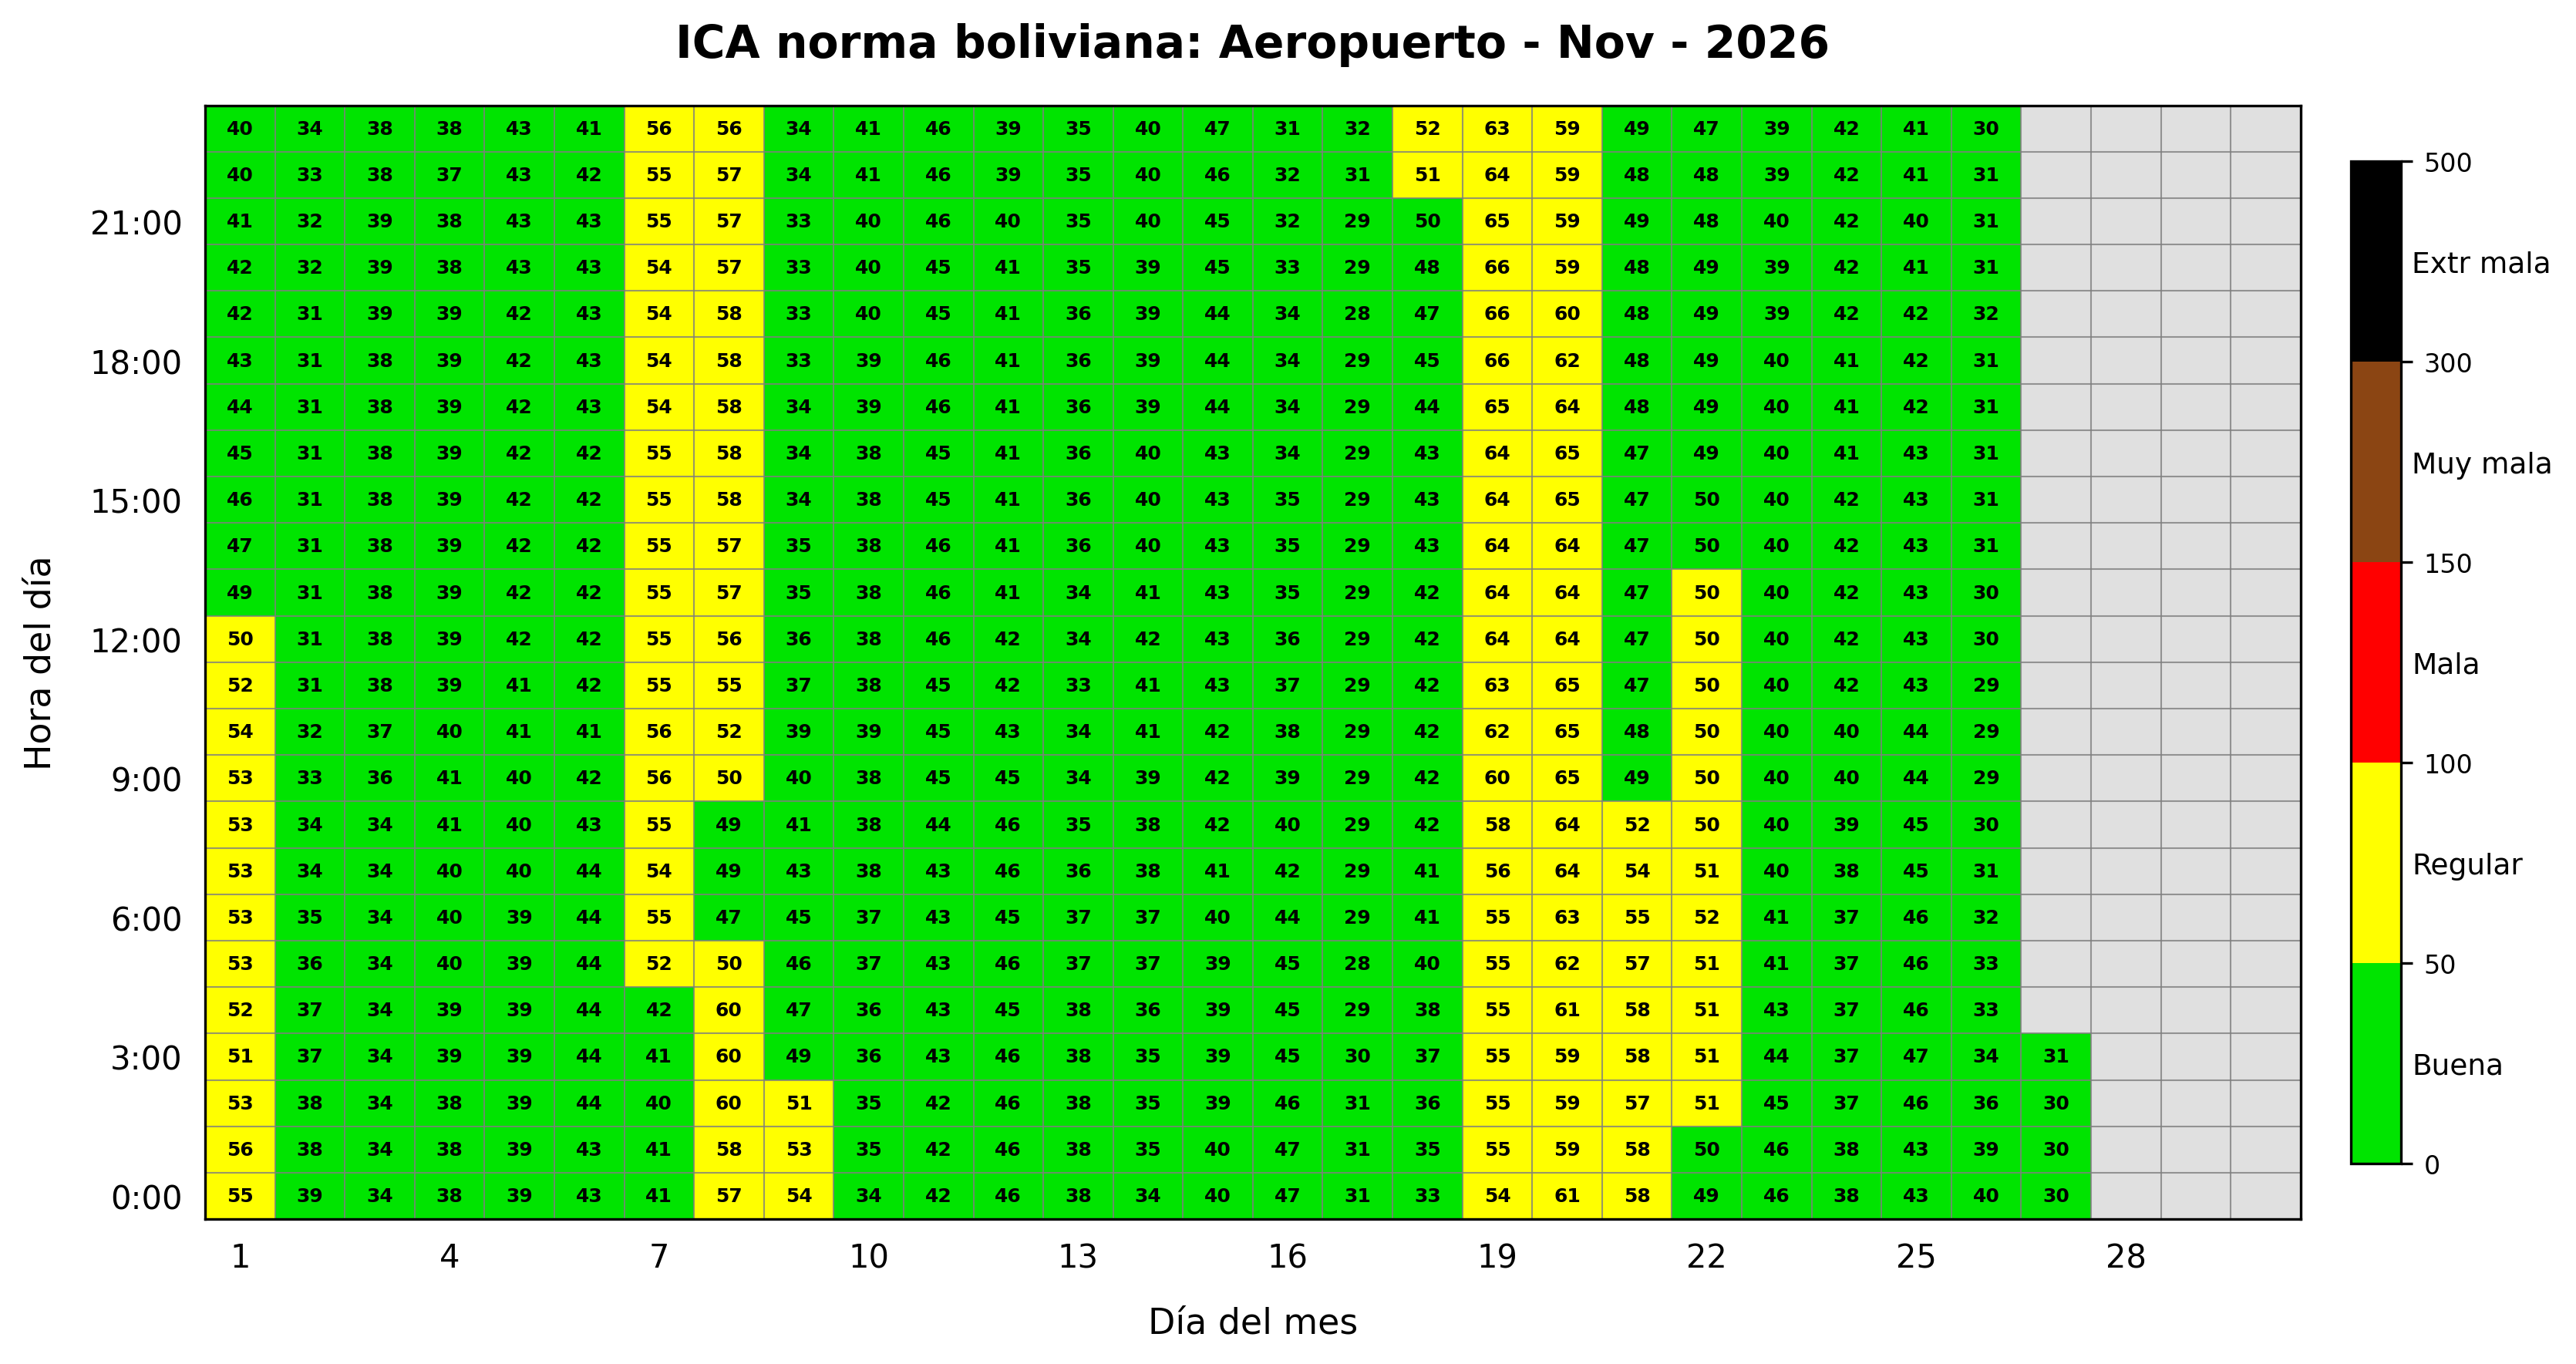 ICA norma boliviana: Aeropuerto - Nov - 2026
40 34 38 38 43 41 56 56 34 41 46 39 35 40 47 31 32 52 63 59 49 47 39 42 41 30
40 33 38 37 43 42 55 57 34 41 46 39 35 40 46 32 31 51 64 59 48 48 39 42 41 31
21:00 41 32 39 38 43 43 55 57 33 40 46 40 35 40 45 32 29 50 65 59 49 48 40 42 40 31
42 32 39 38 43 43 54 57 33 40 45 41 35 39 45 33 29 48 66 59 48 49 39 42 41 31
42 31 39 39 42 43 54 58 33 40 45 41 36 39 44 34 28 47 66 60 48 49 39 42 42 32
18:00 43 31 38 39 42 43 54 58 33 39 46 41 36 39 44 34 29 45 66 62 48 49 40 41 42 31
44 31 38 39 42 43 54 58 34 39 46 41 36 39 44 34 29 44 65 64 48 49 40 41 42 31
45 31 38 39 42 42 55 58 34 38 45 41 36 40 43 34 29 43 64 65 47 49 40 41 43 31
15:00 46 31 38 39 42 42 55 58 34 38 45 41 36 40 43 35 29 43 64 65 47 50 40 42 43 31
47 31 38 39 42 42 55 57 35 38 46 41 36 40 43 35 29 43 64 64 47 50 40 42 43 31
49 31 38 39 42 42 55 57 35 38 46 41 34 41 43 35 29 42 64 64 47 50 40 42 43 30
12:00 50 31 38 39 42 42 55 56 36 38 46 42 34 42 43 36 29 42 64 64 47 50 40 42 43 30
52 31 38 39 41 42 55 55 37 38 45 42 33 41 43 37 29 42 63 65 47 50 40 42 43 29
54 32 37 40 41 41 56 52 39 39 45 43 34 41 42 38 29 42 62 65 48 50 40 40 44 29
9:00 53 33 36 41 40 42 56 50 40 38 45 45 34 39 42 39 29 42 60 65 49 50 40 40 44 29
53 34 34 41 40 43 55 49 41 38 44 46 35 38 42 40 29 42 58 64 52 50 40 39 45 30
53 34 34 40 40 44 54 49 43 38 43 46 36 38 41 42 29 41 56 64 54 51 40 38 45 31
6:00 53 35 34 40 39 44 55 47 45 37 43 45 37 37 40 44 29 41 55 63 55 52 41 37 46 32
53 36 34 40 39 44 52 50 46 37 43 46 37 37 39 45 28 40 55 62 57 51 41 37 46 33
52 37 34 39 39 44 42 60 47 36 43 45 38 36 39 45 29 38 55 61 58 51 43 37 46 33
3:00 51 37 34 39 39 44 41 60 49 36 43 46 38 35 39 45 30 37 55 59 58 51 44 37 47 34 31
53 38 34 38 39 44 40 60 51 35 42 46 38 35 39 46 31 36 55 59 57 51 45 37 46 36 30
56 38 34 38 39 43 41 58 53 35 42 46 38 35 40 47 31 35 55 59 58 50 46 38 43 39 30
0:00 55 39 34 38 39 43 41 57 54 34 42 46 38 34 40 47 31 33 54 61 58 49 46 38 43 40 30
1 4 7 10 13 16 19 22 25 28
Día del mes
Hora del día
500
Extr mala
300
Muy mala
150
Mala
100
Regular
50
Buena
0